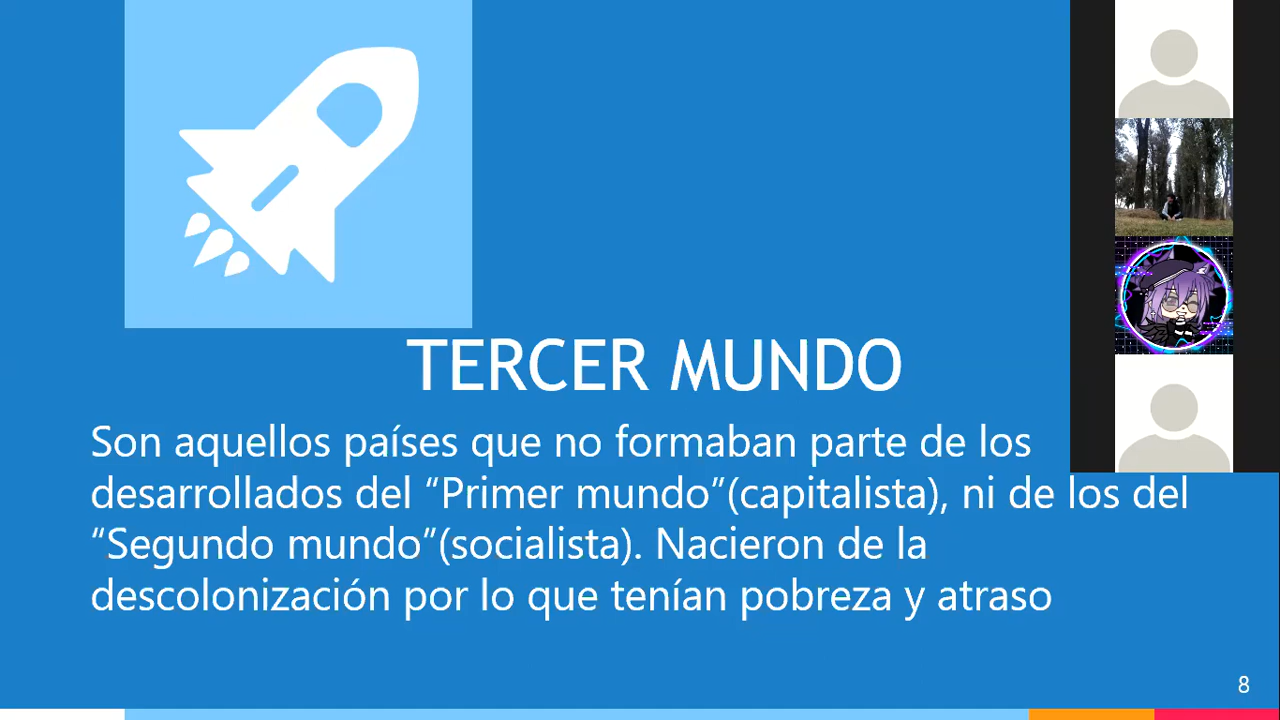 TERCER MUNDO
Son aquellos países que no formaban parte de los
desarrollados del “Primer mundo”(capitalista), ni de los del
“Segundo mundo”(socialista). Nacieron de la
descolonización por lo que tenían pobreza y atraso
8